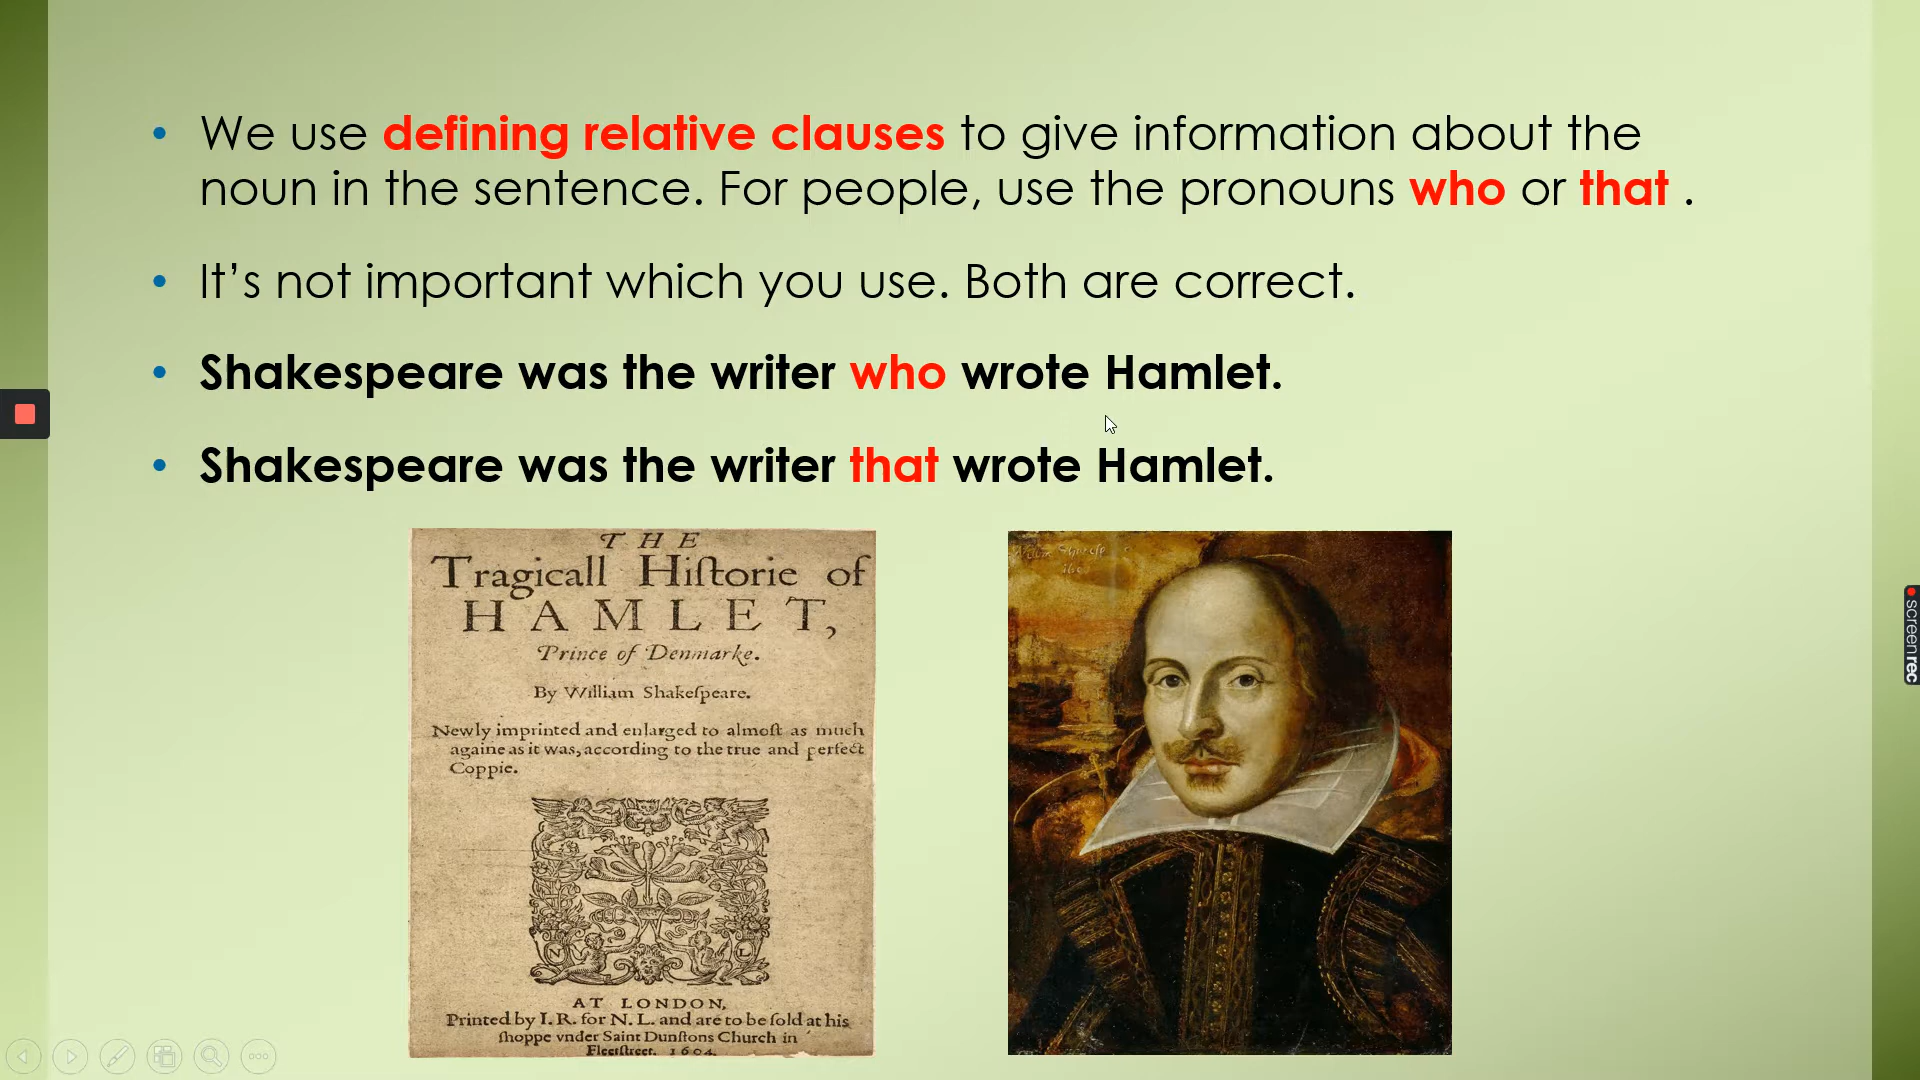 We use defining relative clauses to give information about the
noun in the sentence. For people, use the pronouns who or that .
It’s not important which you use. Both are correct.
Shakespeare was the writer who wrote Hamlet.
Shakespeare was the writer that wrote Hamlet.
THE
Tragicall Hiſtorie of
HAMLET,
Prince of Denmarke.
By William Shakeſpeare.
Newly imprinted and enlarged to almoſt as much
againe as it was, according to the true and perfect
Coppie.
N L
AT LONDON,
Printed by I. R. for N. L. and are to be ſold at his
ſhoppe vnder Saint Dunſtons Church in
Fleetſtreet. 1604.
screenrec